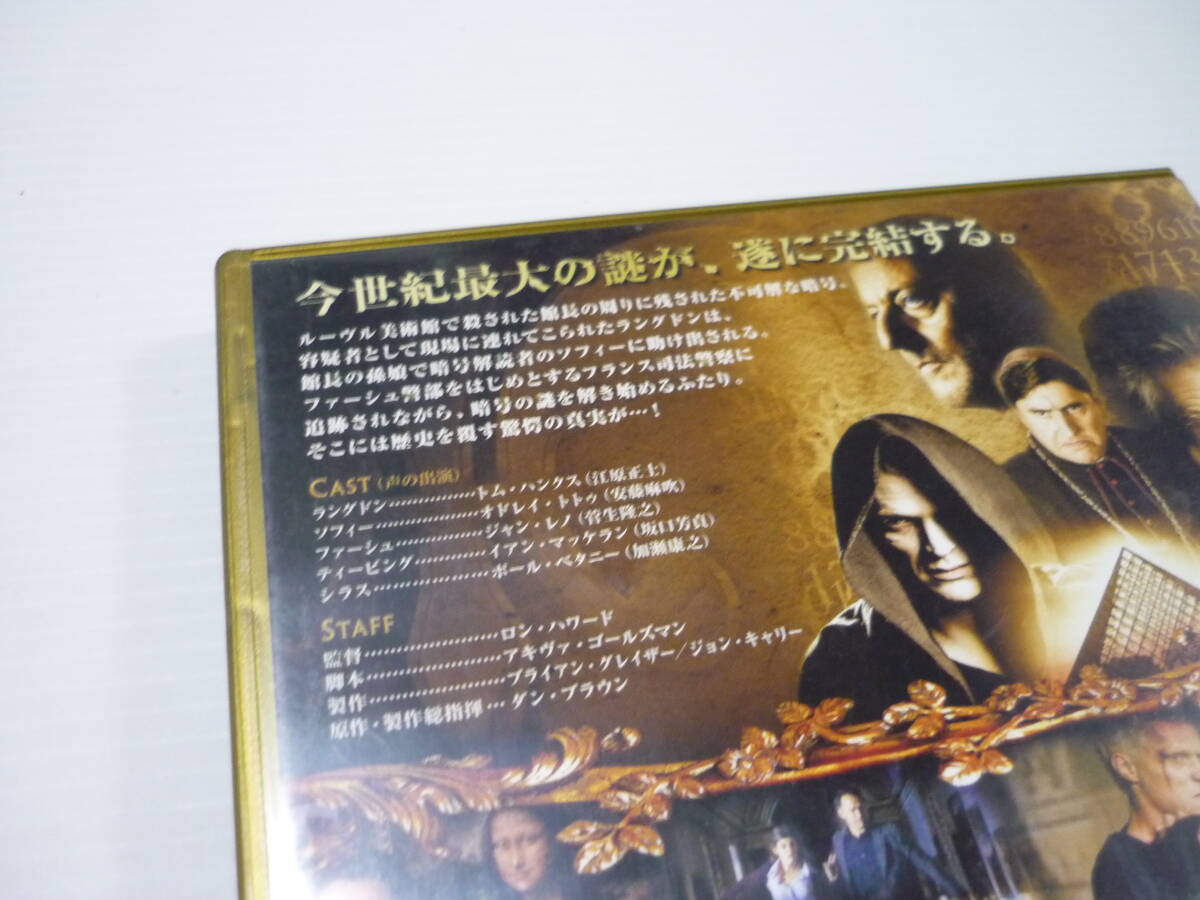 今世紀最大の謎が、遂に完結する。
ルーヴル美術館で殺された館長の周りに残された不可解な暗号。
容疑者として現場に連れてこられたラングドンは、
館長の孫娘で暗号解読者のソフィーに助け出される。
ファーシュ警部をはじめとするフランス司法警察に
追跡されながら、暗号の謎を解き始めるふたり。
そこには歴史を覆す驚愕の真実が…!
CAST(声の出演)
ラングドン………………トム・ハンクス(江原正士)
ソフィー…………………オドレイ・トトゥ(安藤麻吹)
ファーシュ………………ジャン・レノ(菅生隆之)
ティービング……………イアン・マッケラン(坂口芳貞)
シラス……………………ポール・ベタニー(加瀬康之)
STAFF
監督………………………ロン・ハワード
脚本………………………アキヴァ・ゴールズマン
製作………………………ブライアン・グレイザー/ジョン・キャリー
原作・製作総指揮…ダン・ブラウン